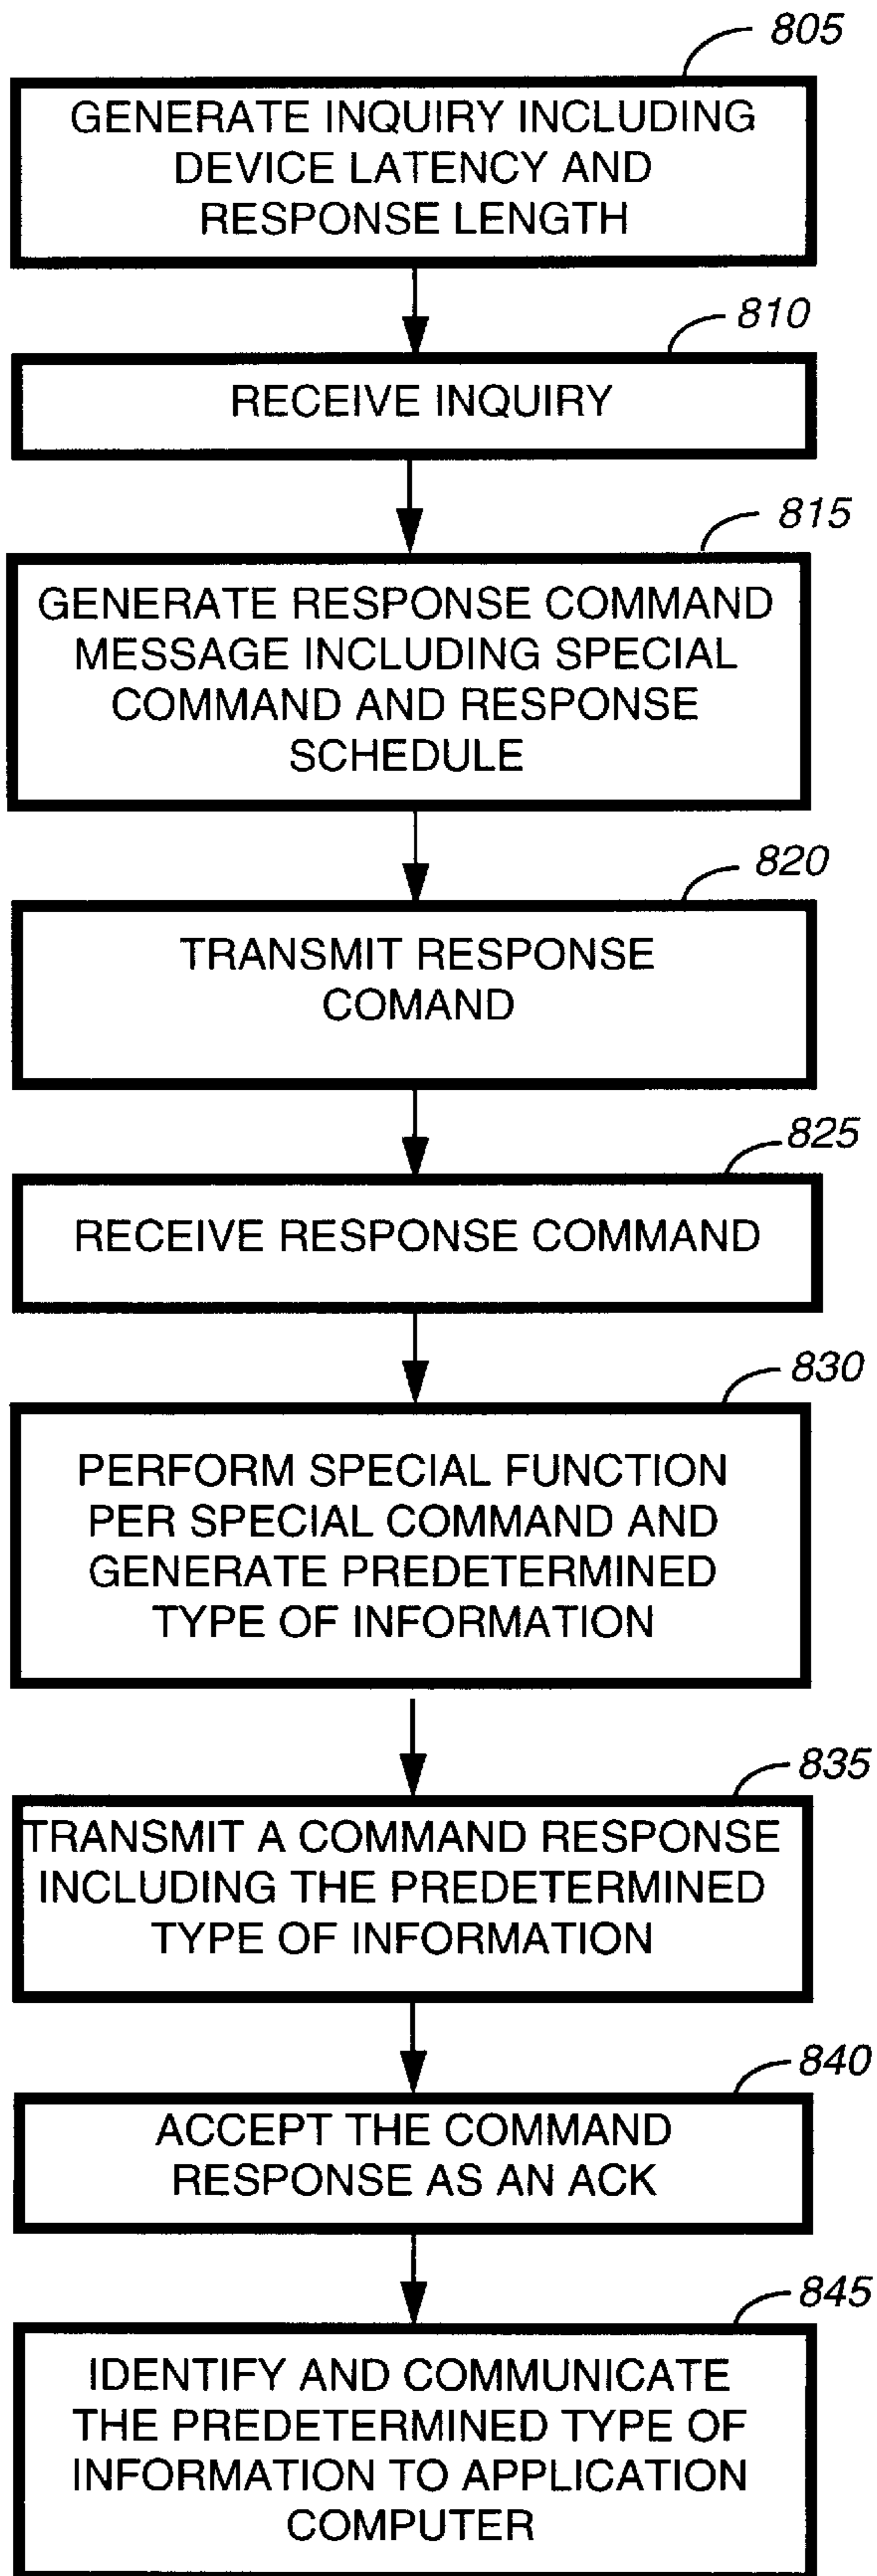 805
GENERATE INQUIRY INCLUDING
DEVICE LATENCY AND
RESPONSE LENGTH
810
RECEIVE INQUIRY
815
GENERATE RESPONSE COMMAND
MESSAGE INCLUDING SPECIAL
COMMAND AND RESPONSE
SCHEDULE
820
TRANSMIT RESPONSE
COMAND
825
RECEIVE RESPONSE COMMAND
830
PERFORM SPECIAL FUNCTION
PER SPECIAL COMMAND AND
GENERATE PREDETERMINED
TYPE OF INFORMATION
835
TRANSMIT A COMMAND RESPONSE
INCLUDING THE PREDETERMINED
TYPE OF INFORMATION
840
ACCEPT THE COMMAND
RESPONSE AS AN ACK
845
IDENTIFY AND COMMUNICATE
THE PREDETERMINED TYPE OF
INFORMATION TO APPLICATION
COMPUTER